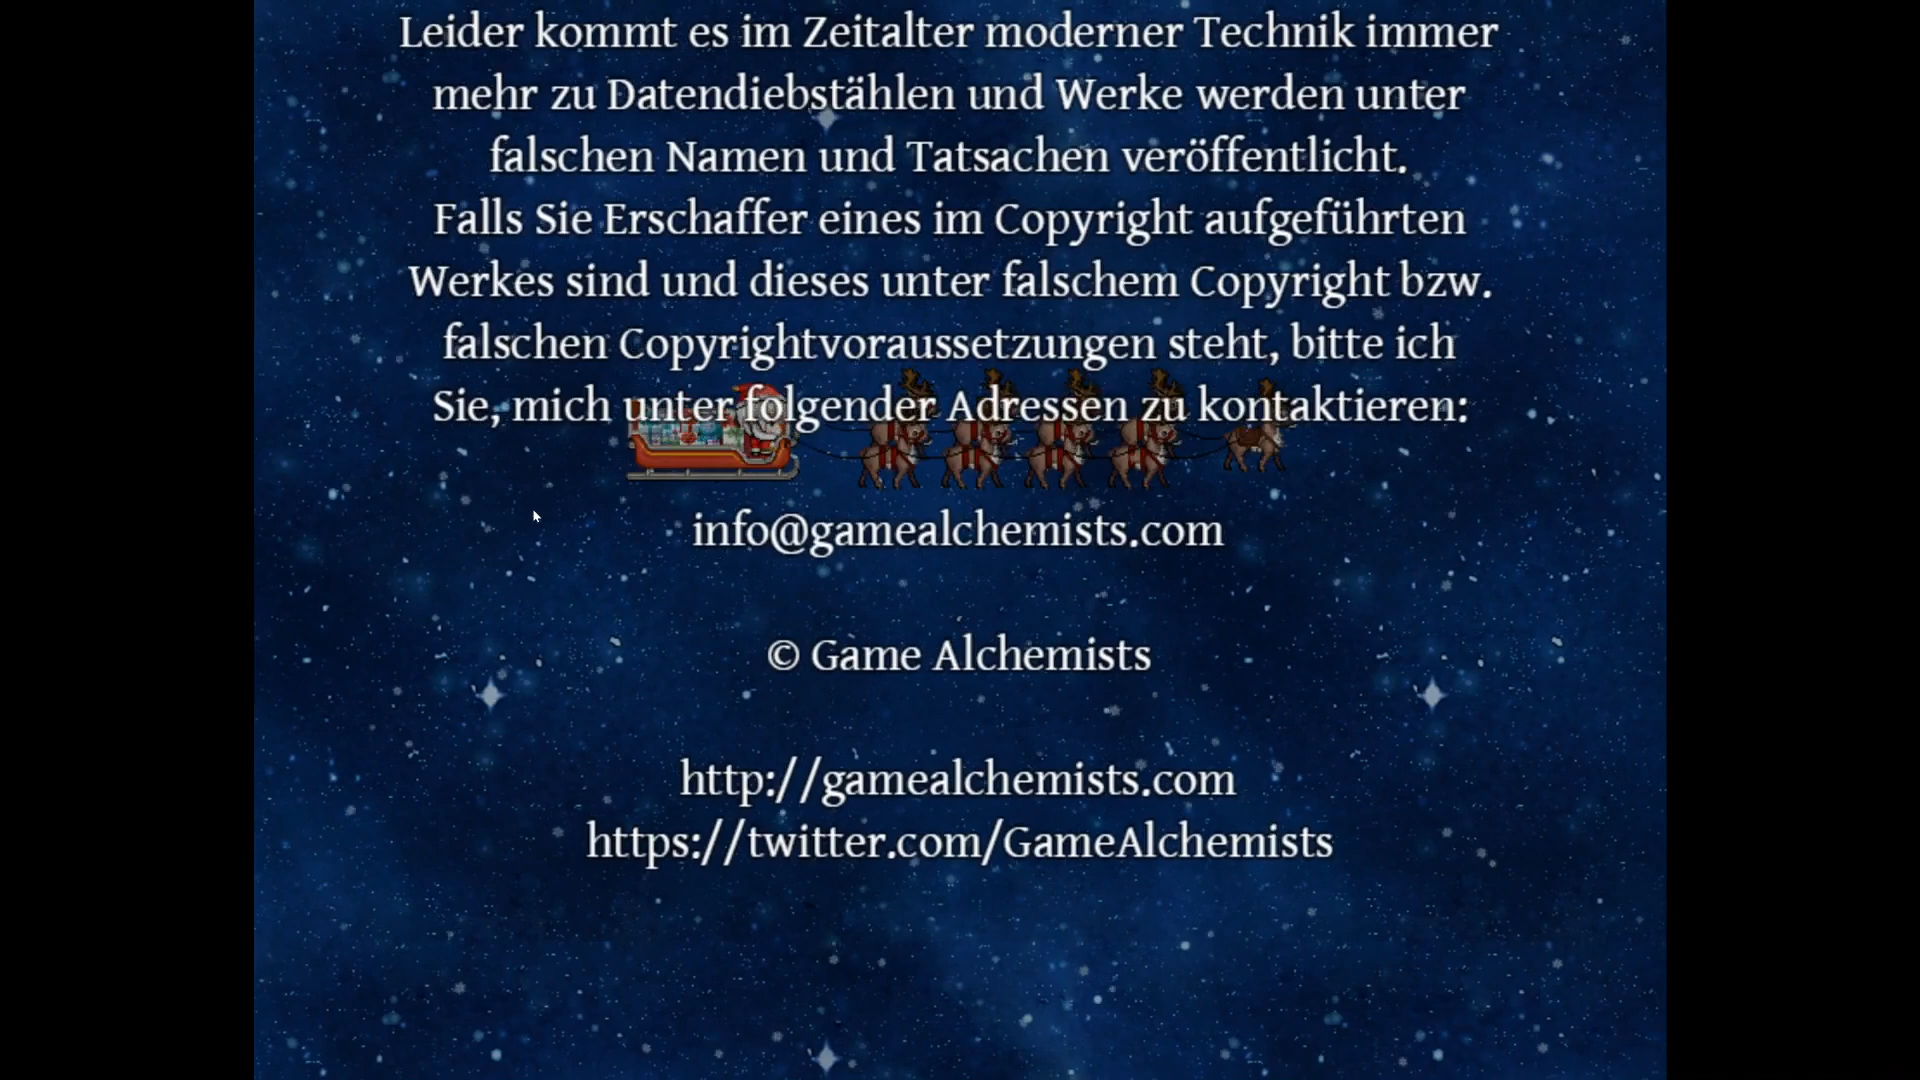 Leider kommt es im Zeitalter moderner Technik immer
mehr zu Datendiebstählen und Werke werden unter
falschen Namen und Tatsachen veröffentlicht.
Falls Sie Erschaffer eines im Copyright aufgeführten
Werkes sind und dieses unter falschem Copyright bzw.
falschen Copyrightvoraussetzungen steht, bitte ich
Sie, mich unter folgender Adressen zu kontaktieren:
info@gamealchemists.com
© Game Alchemists
http://gamealchemists.com
https://twitter.com/GameAlchemists